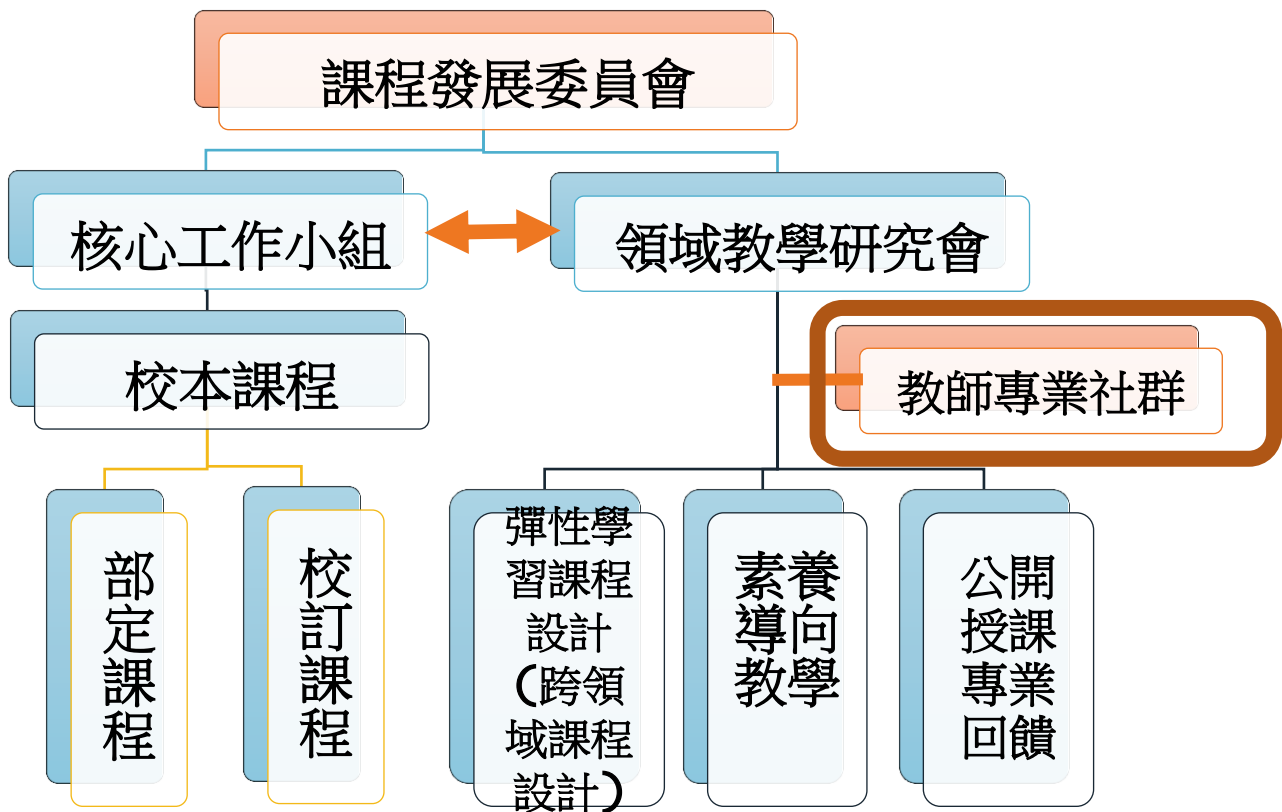 課程發展委員會
核心工作小組
領域教學研究會
校本課程
教師專業社群
部定課程
校訂課程
彈性學
習課程
設計
(跨領
域課程
設計)
素養
導向
教學
公開
授課
專業
回饋